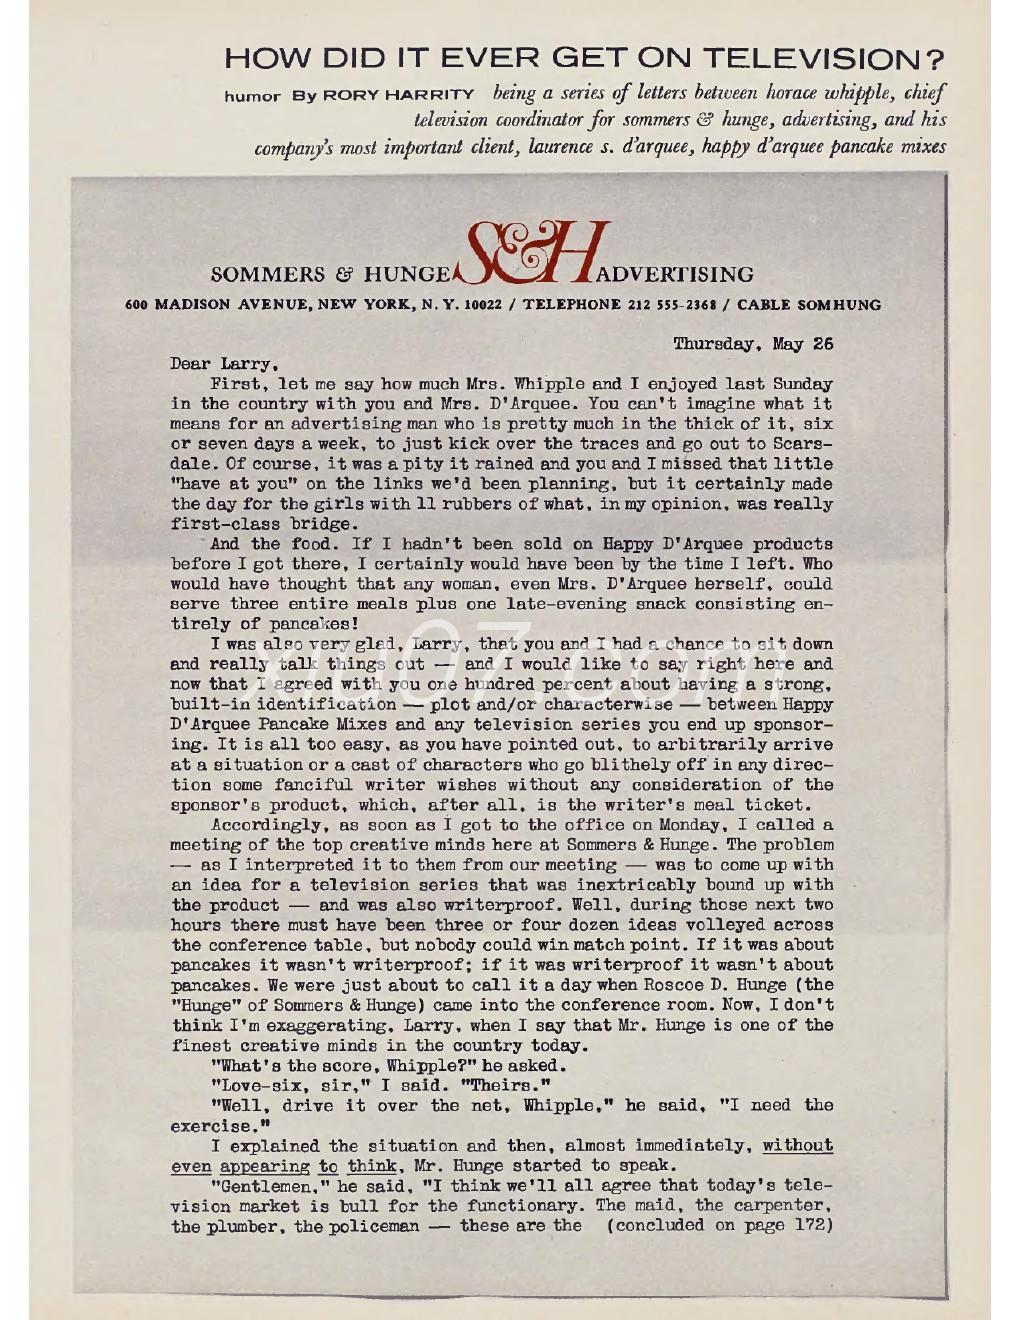 HOW DID IT EVER GET ON TELEVISION?
humor By RORY HARRITY being a series of letters between horace whipple, chief
television coordinator for sommers & hunge, advertising, and his
company's most important client, laurence s. d'arquee, happy d'arquee pancake mixes
SOMMERS & HUNGE S&H ADVERTISING
600 MADISON AVENUE, NEW YORK, N. Y. 10022 / TELEPHONE 212 555-2368 / CABLE SOMHUNG
Thursday, May 26
Dear Larry,
First, let me say how much Mrs. Whipple and I enjoyed last Sunday
in the country with you and Mrs. D'Arquee. You can't imagine what it
means for an advertising man who is pretty much in the thick of it, six
or seven days a week, to just kick over the traces and go out to Scars-
dale. Of course, it was a pity it rained and you and I missed that little
"have at you" on the links we'd been planning, but it certainly made
the day for the girls with 11 rubbers of what, in my opinion, was really
first-class bridge.
And the food. If I hadn't been sold on Happy D'Arquee products
before I got there, I certainly would have been by the time I left. Who
would have thought that any woman, even Mrs. D'Arquee herself, could
serve three entire meals plus one late-evening snack consisting en-
tirely of pancakes!
I was also very glad, Larry, that you and I had a chance to sit down
and really talk things out — and I would like to say right here and
now that I agreed with you one hundred percent about having a strong,
built-in identification — plot and/or characterwise — between Happy
D'Arquee Pancake Mixes and any television series you end up sponsor-
ing. It is all too easy, as you have pointed out, to arbitrarily arrive
at a situation or a cast of characters who go blithely off in any direc-
tion some fanciful writer wishes without any consideration of the
sponsor's product, which, after all, is the writer's meal ticket.
Accordingly, as soon as I got to the office on Monday, I called a
meeting of the top creative minds here at Sommers & Hunge. The problem
— as I interpreted it to them from our meeting — was to come up with
an idea for a television series that was inextricably bound up with
the product — and was also writerproof. Well, during those next two
hours there must have been three or four dozen ideas volleyed across
the conference table, but nobody could win match point. If it was about
pancakes it wasn't writerproof; if it was writerproof it wasn't about
pancakes. We were just about to call it a day when Roscoe D. Hunge (the
"Hunge" of Sommers & Hunge) came into the conference room. Now, I don't
think I'm exaggerating, Larry, when I say that Mr. Hunge is one of the
finest creative minds in the country today.
"What's the score, Whipple?" he asked.
"Love-six, sir," I said. "Theirs."
"Well, drive it over the net, Whipple," he said, "I need the
exercise."
I explained the situation and then, almost immediately, without
even appearing to think, Mr. Hunge started to speak.
"Gentlemen," he said, "I think we'll all agree that today's tele-
vision market is bull for the functionary. The maid, the carpenter,
the plumber, the policeman — these are the (concluded on page 172)
xiu07.com